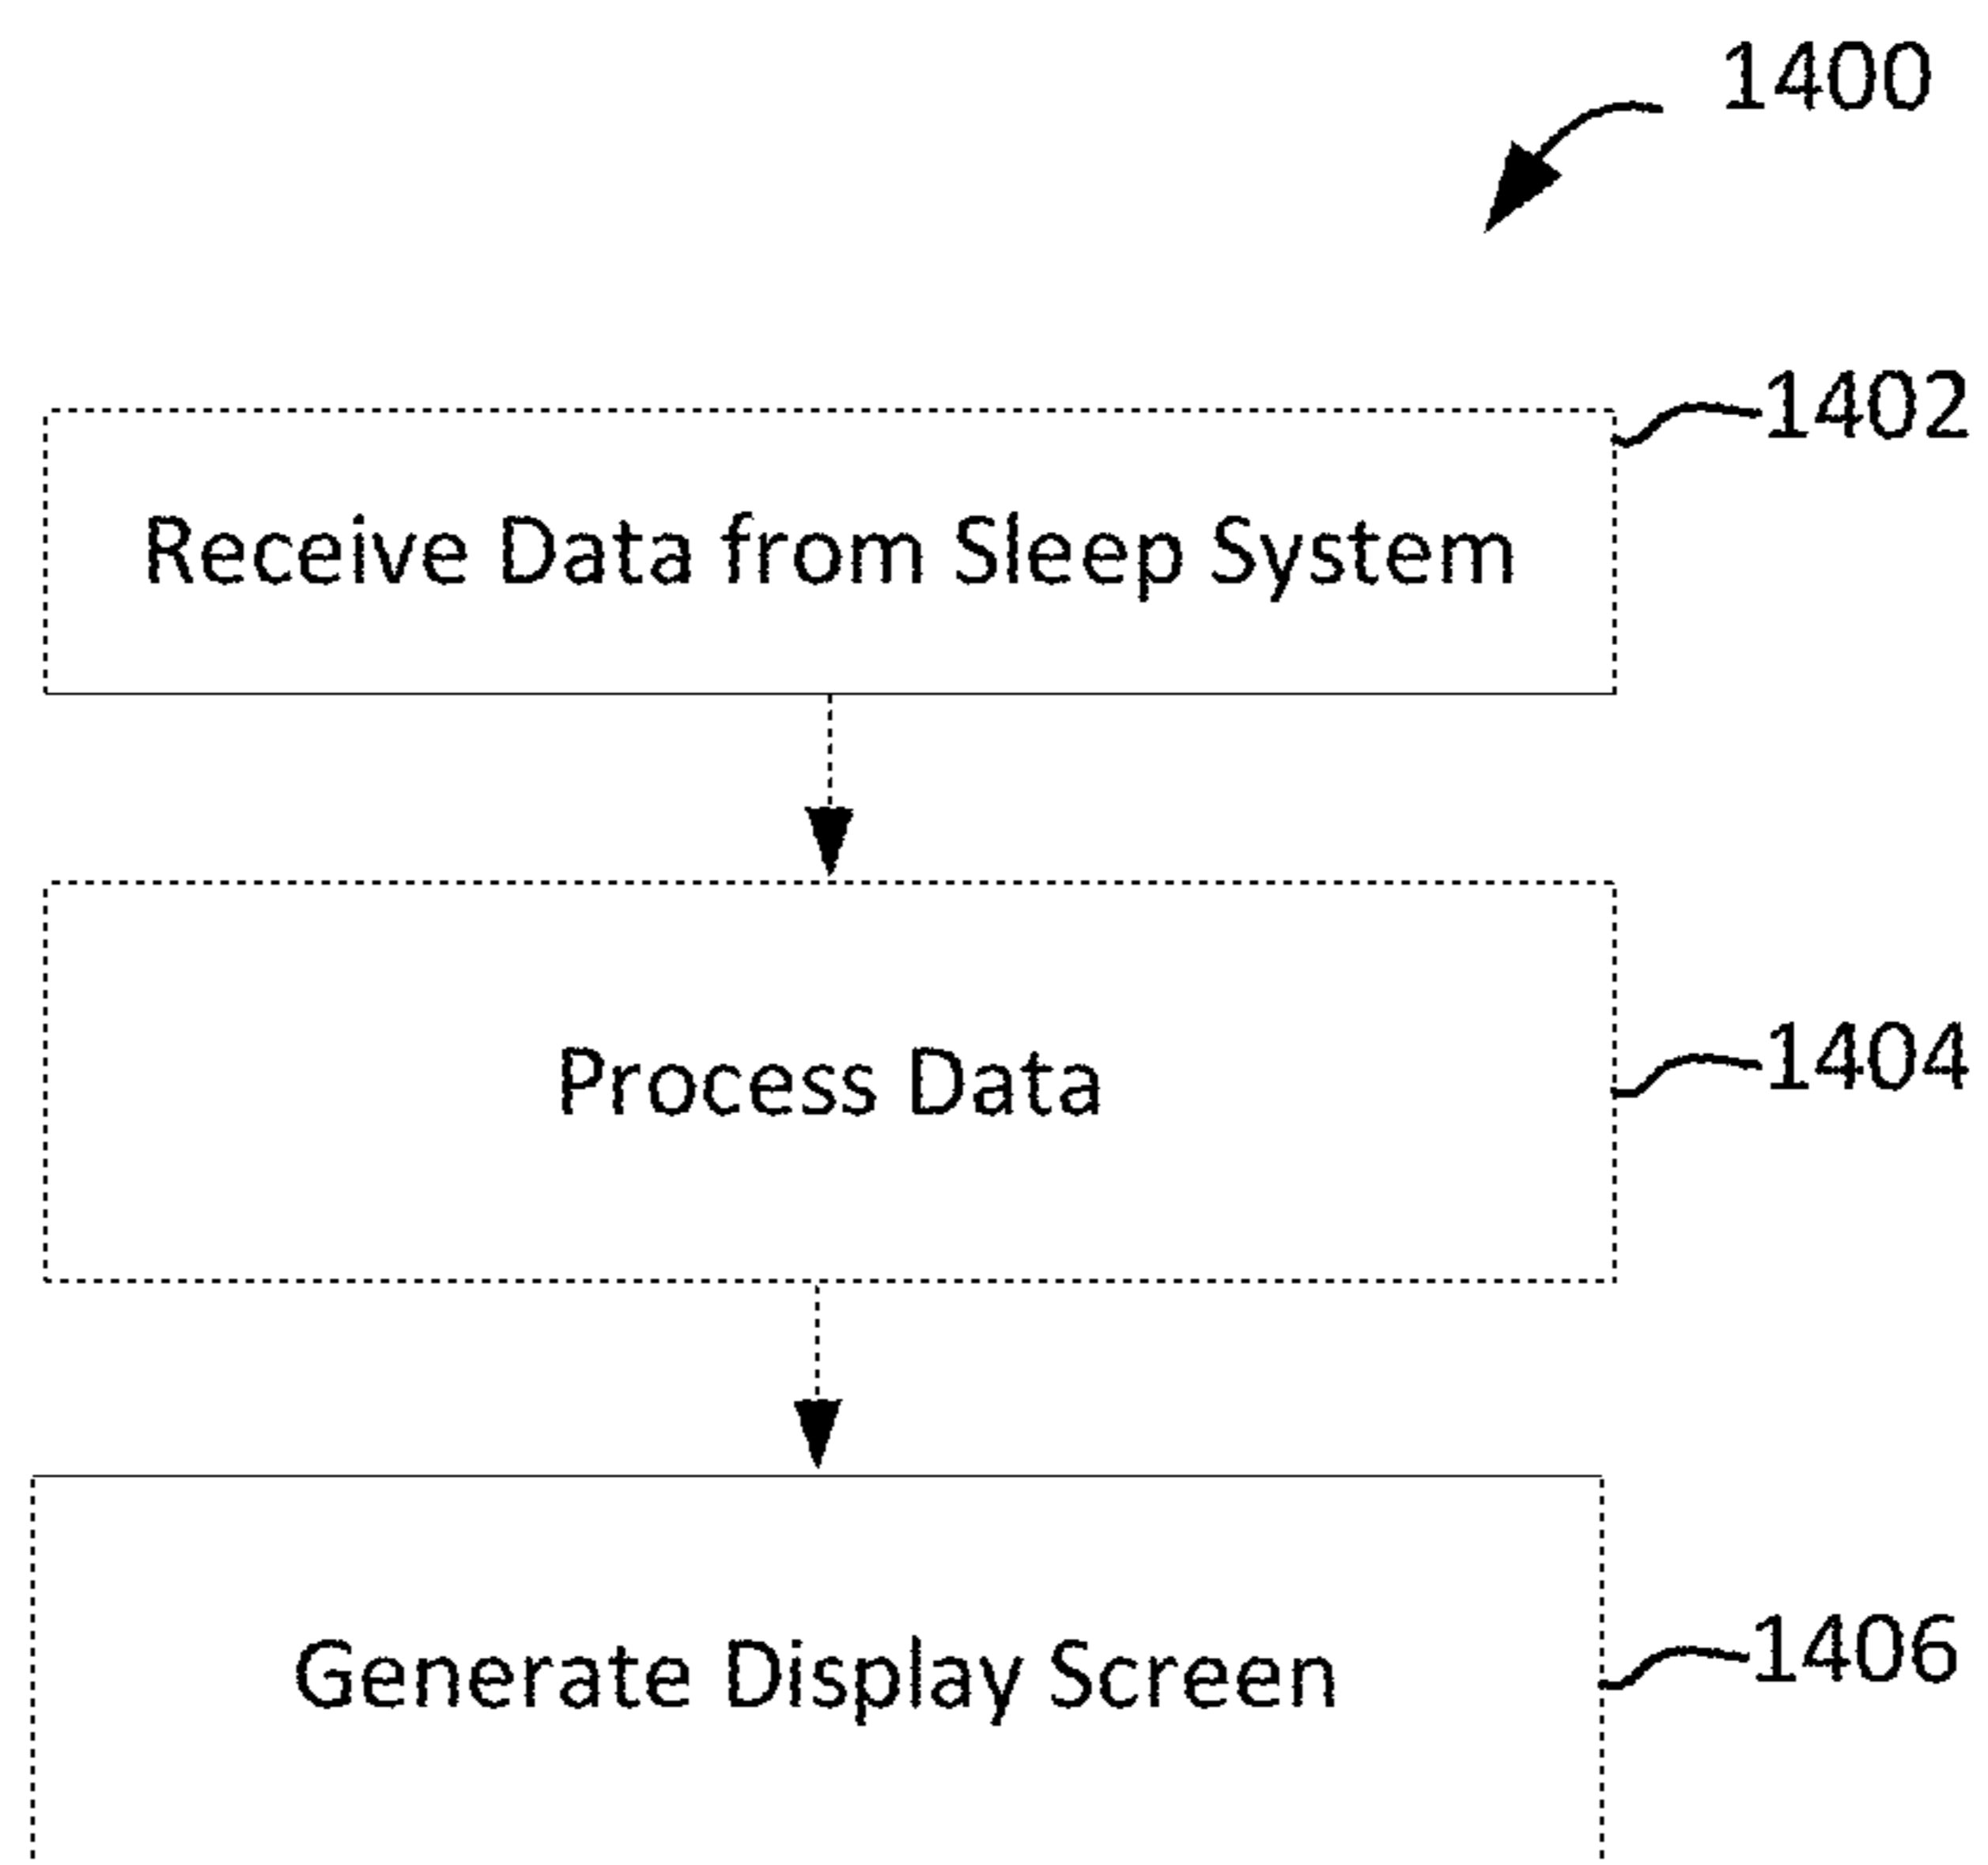 1400
1402
Receive Data from Sleep System
Process Data
1404
Generate Display Screen
1406